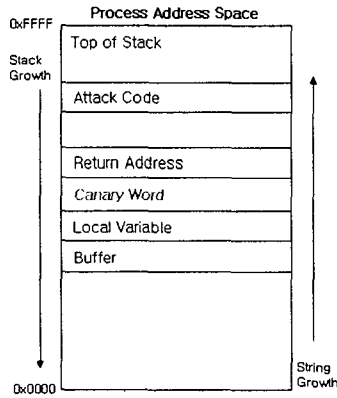 Process Address Space
0xFFFF
Top of Stack
Stack
Growth
Attack Code
Return Address
Canary Word
Local Variable
Buffer
String
Growth
0x0000